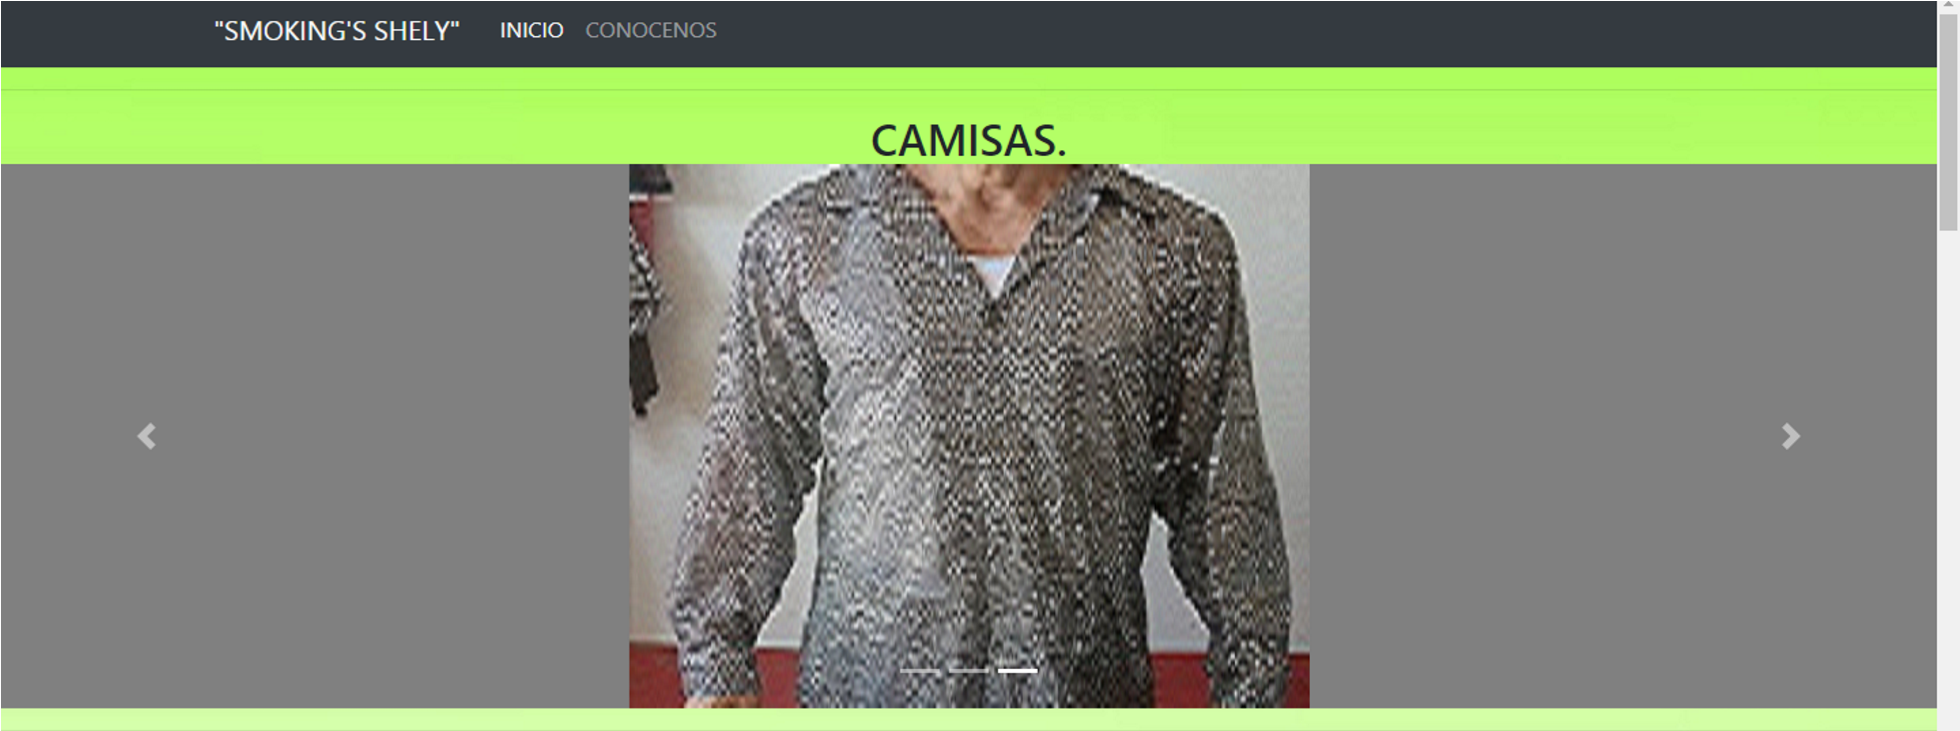 "SMOKING'S SHELY" INICIO CONOCENOS
CAMISAS.